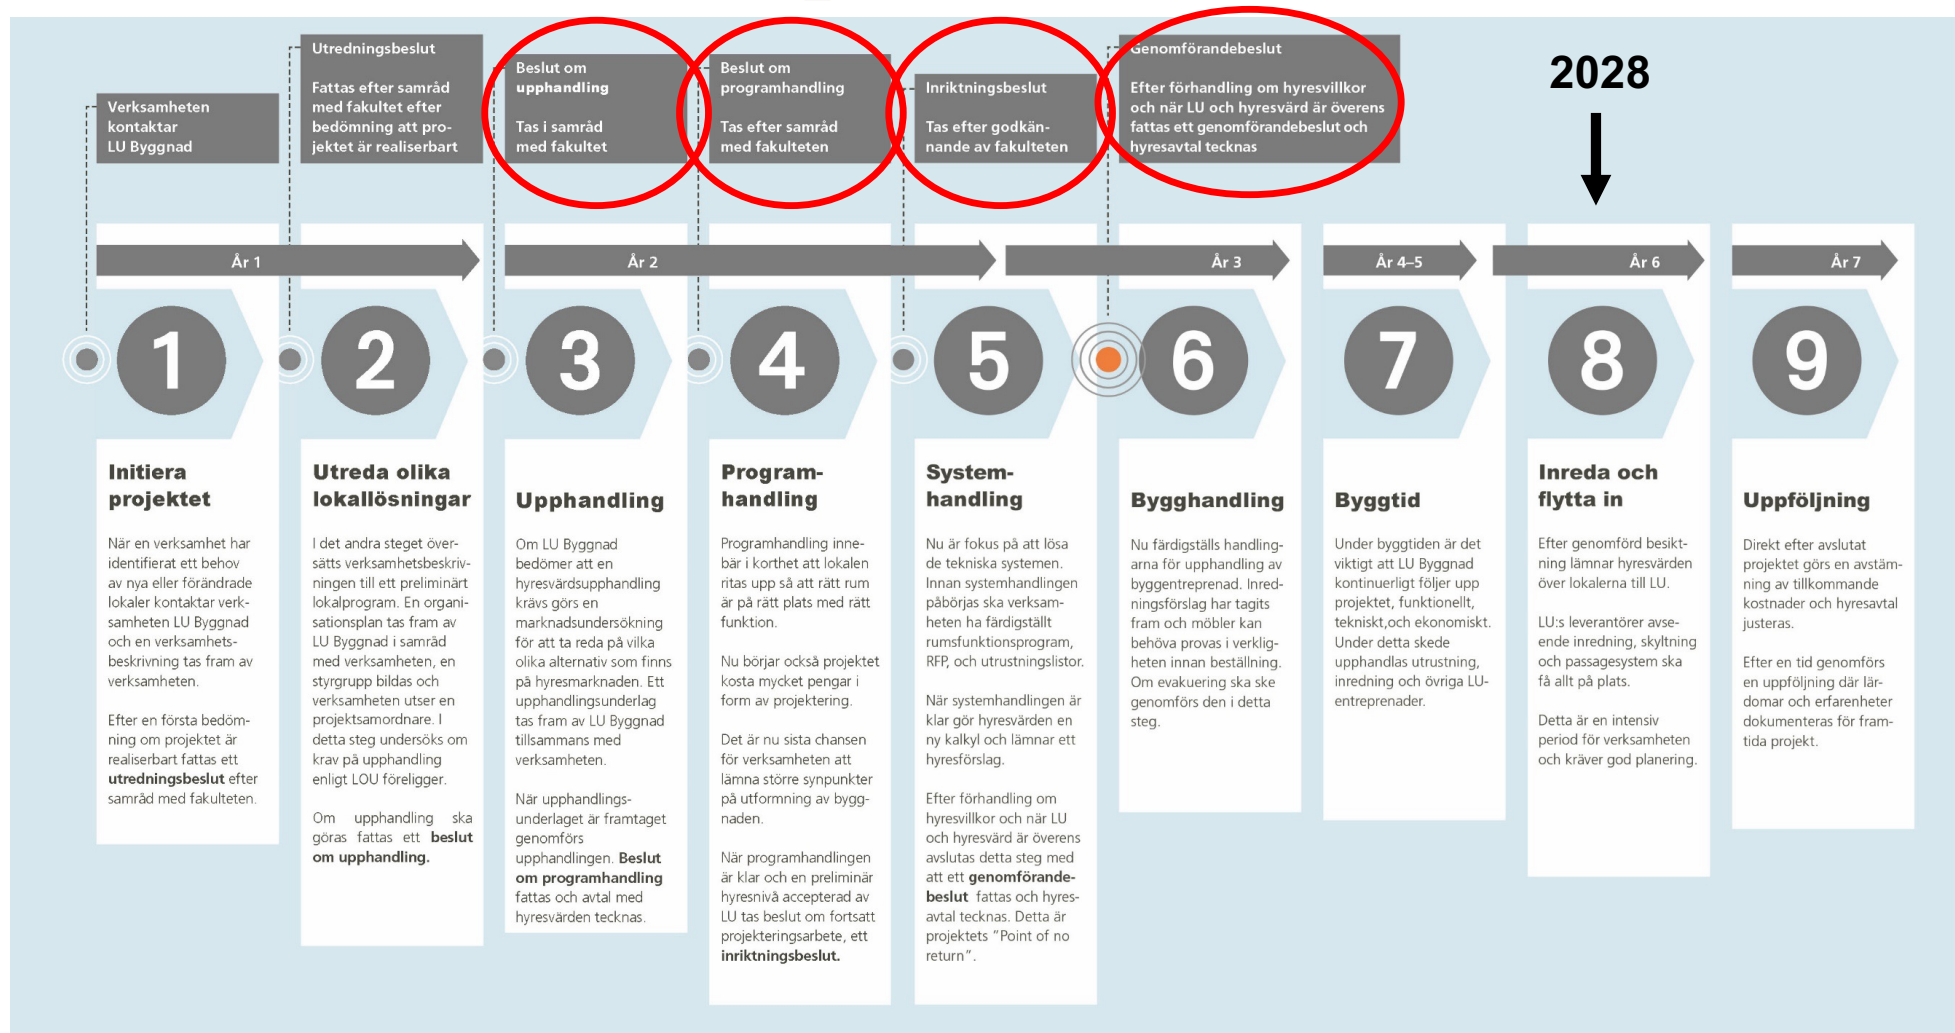 Verksamheten
kontaktar
LU Byggnad
Utredningsbeslut
Fattas efter samråd
med fakultet efter
bedömning att pro-
jektet är realiserbart
Beslut om
upphandling
Tas i samråd
med fakultet
Beslut om
programhandling
Tas efter samråd
med fakulteten
Inriktningsbeslut
Tas efter godkän-
nande av fakulteten
Genomförandebeslut
Efter förhandling om hyresvillkor
och när LU och hyresvärd är överens
fattas ett genomförandebeslut och
hyresavtal tecknas
2028
År 1
År 2
År 3
År 4–5
År 6
År 7
1
Initiera
projektet
När en verksamhet har
identifierat ett behov
av nya eller förändrade
lokaler kontaktar verk-
samheten LU Byggnad
och en verksamhets-
beskrivning tas fram av
verksamheten.
Efter en första bedöm-
ning om projektet är
realiserbart fattas ett
utredningsbeslut efter
samråd med fakulteten.
2
Utreda olika
lokallösningar
I det andra steget över-
sätts verksamhetsbeskriv-
ningen till ett preliminärt
lokalprogram. En organi-
sationsplan tas fram av
LU Byggnad i samråd
med verksamheten, en
styrgrupp bildas och
verksamheten utser en
projektsamordnare. I
detta steg undersöks om
krav på upphandling
enligt LOU föreligger.
Om upphandling ska
göras fattas ett beslut
om upphandling.
3
Upphandling
Om LU Byggnad
bedömer att en
hyresvärdsupphandling
krävs görs en
marknadsundersökning
för att ta reda på vilka
olika alternativ som finns
på hyresmarknaden. Ett
upphandlingsunderlag
tas fram av LU Byggnad
tillsammans med
verksamheten.
När upphandlings-
underlaget är framtaget
genomförs
upphandlingen. Beslut
om programhandling
fattas och avtal med
hyresvärden tecknas.
4
Program-
handling
Programhandling inne-
bär i korthet att lokalen
ritas upp så att rätt rum
är på rätt plats med rätt
funktion.
Nu börjar också projektet
kosta mycket pengar i
form av projektering.
Det är nu sista chansen
för verksamheten att
lämna större synpunkter
på utformning av bygg-
naden.
När programhandlingen
är klar och en preliminär
hyresnivå accepterad av
LU tas beslut om fortsatt
projekteringsarbete, ett
inriktningsbeslut.
5
System-
handling
Nu är fokus på att lösa
de tekniska systemen.
Innan systemhandlingen
påbörjas ska verksam-
heten ha färdigställt
rumsfunktionsprogram,
RFP, och utrustningslistor.
När systemhandlingen är
klar gör hyresvärden en
ny kalkyl och lämnar ett
hyresförslag.
Efter förhandling om
hyresvillkor och när LU
och hyresvärd är överens
avslutas detta steg med
att ett genomförande-
beslut fattas och hyres-
avtal tecknas. Detta är
projektets ”Point of no
return”.
6
Bygghandling
Nu färdigställs handling-
arna för upphandling av
byggentreprenad. Inred-
ningsförslag har tagits
fram och möbler kan
behöva provas i verklig-
heten innan beställning.
Om evakuering ska ske
genomförs den i detta
steg.
7
Byggtid
Under byggtiden är det
viktigt att LU Byggnad
kontinuerligt följer upp
projektet, funktionellt,
tekniskt,och ekonomiskt.
Under detta skede
upphandlas utrustning,
inredning och övriga LU-
entreprenader.
8
Inreda och
flytta in
Efter genomförd besikt-
ning lämnar hyresvärden
över lokalerna till LU.
LU:s leverantörer avse-
ende inredning, skyltning
och passagesystem ska
få allt på plats.
Detta är en intensiv
period för verksamheten
och kräver god planering.
9
Uppföljning
Direkt efter avslutat
projektet görs en avstäm-
ning av tillkommande
kostnader och hyresavtal
justeras.
Efter en tid genomförs
en uppföljning där lär-
domar och erfarenheter
dokumenteras för fram-
tida projekt.